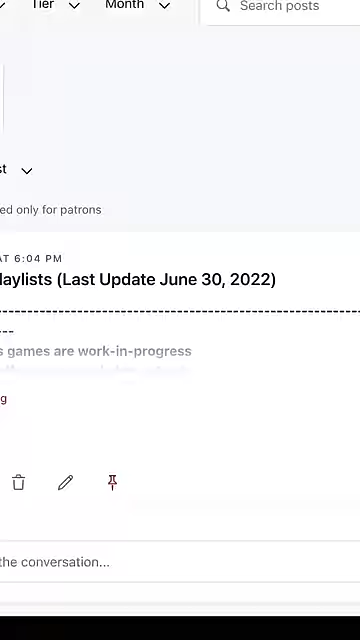 Tier Month Search posts
st
ed only for patrons
AT 6:04 PM
laylists (Last Update June 30, 2022)
---
s games are work-in-progress
g
the conversation...